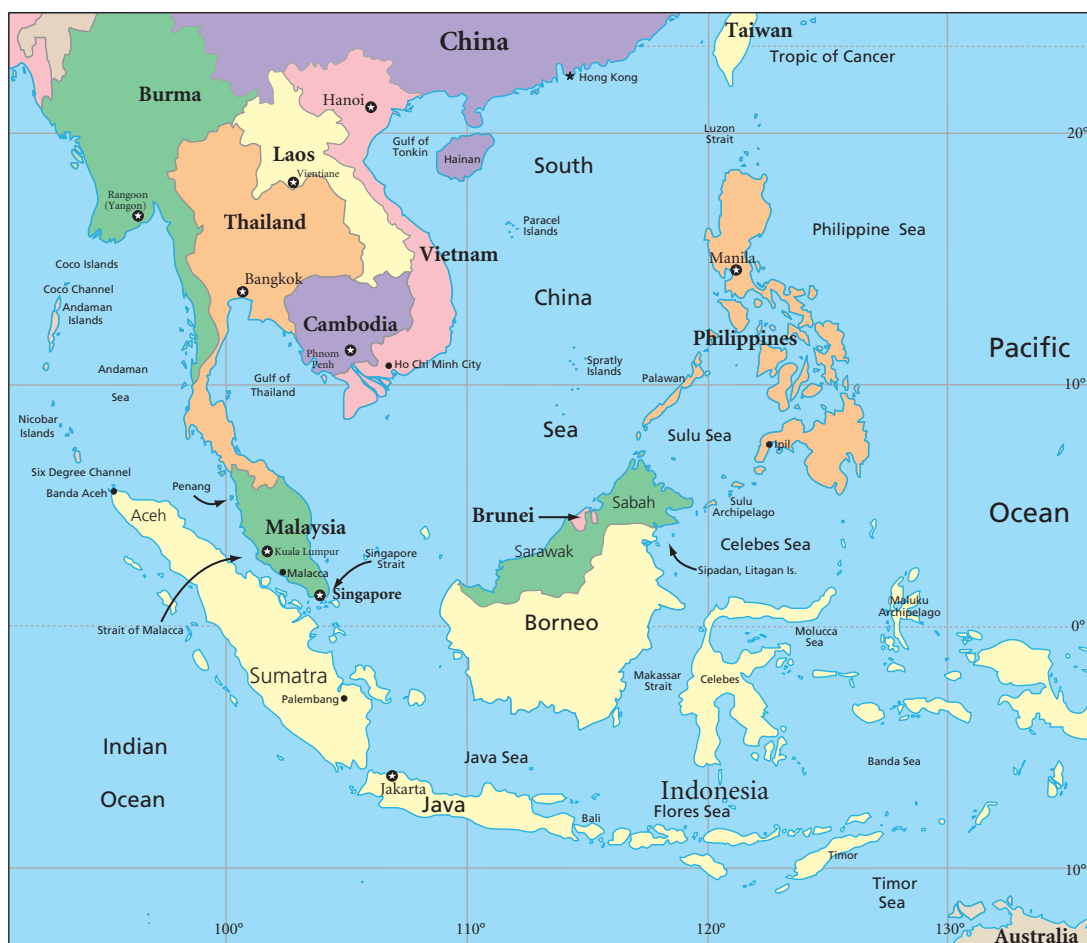 Taiwan
China
Tropic of Cancer
Hong Kong
Burma
Hanoi
Luzon
Strait
20°
Gulf of
Tonkin
Hainan
Laos
Vientiane
South
Rangoon
(Yangon)
Thailand
Paracel
Islands
Philippine Sea
Vietnam
Manila
Coco Islands
Bangkok
Coco Channel
China
Andaman
Islands
Cambodia
Philippines
Pacific
Phnom
Penh
Ho Chi Minh City
Spratly
Islands
Andaman
Sea
Gulf of
Thailand
Palawan
10°
Nicobar
Islands
Sea
Sulu Sea
Ipil
Six Degree Channel
Banda Aceh
Penang
Sabah
Sulu
Archipelago
Aceh
Malaysia
Brunei
Ocean
Kuala Lumpur
Singapore
Strait
Sarawak
Celebes Sea
Malacca
Sipadan, Litagan Is.
Singapore
Maluku
Archipelago
Strait of Malacca
Borneo
0°
Molucca
Sea
Sumatra
Makassar
Strait
Celebes
Palembang
Indian
Ocean
Java Sea
Banda Sea
Jakarta
Java
Indonesia
Flores Sea
Bali
Timor
10°
Timor
Sea
100°
110°
120°
130°
Australia